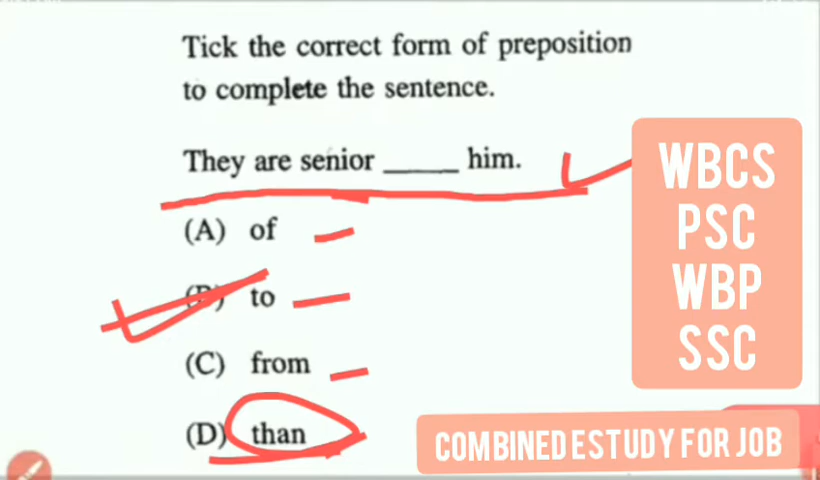 Tick the correct form of preposition
to complete the sentence.
They are senior _____ him.
(A) of
(B) to
(C) from
(D) than
WBCS
PSC
WBP
SSC
COMBINED ESTUDY FOR JOB